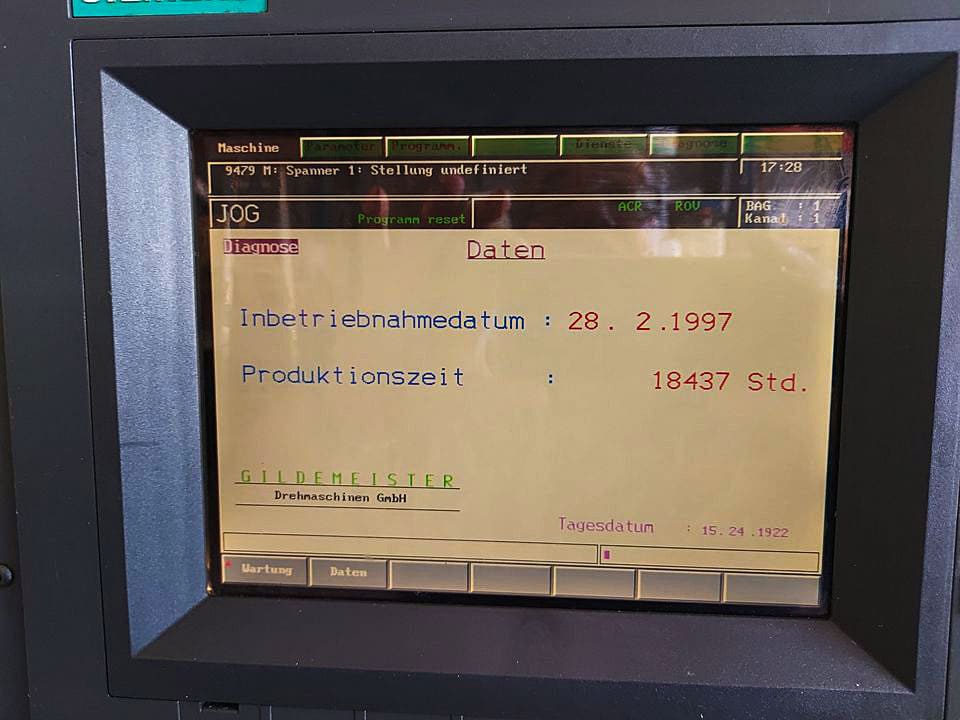 Maschine Parameter Programm. Dienste Diagnose
9479 M: Spanner 1: Stellung undefiniert 17:28
JOG Programm reset ACR ROV BAG : 1
Kanal : 1
Diagnose Daten
Inbetriebnahmedatum : 28. 2.1997
Produktionszeit : 18437 Std.
GILDEMEISTER
Drehmaschinen GmbH
Tagesdatum : 15.24.1922
Wartung Daten